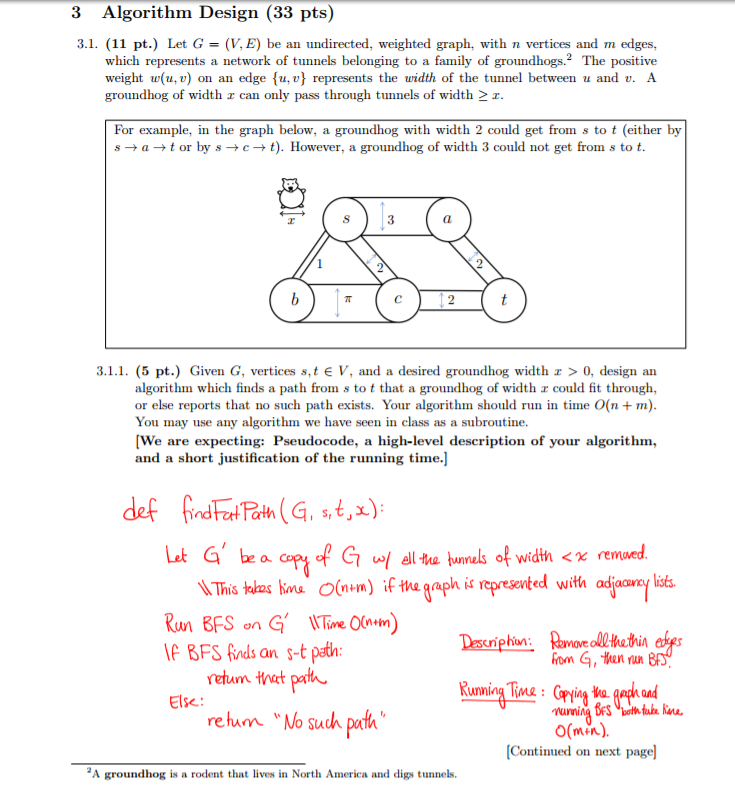 3 Algorithm Design (33 pts)
3.1. (11 pt.) Let G = (V, E) be an undirected, weighted graph, with n vertices and m edges,
which represents a network of tunnels belonging to a family of groundhogs.² The positive
weight w(u, v) on an edge {u, v} represents the width of the tunnel between u and v. A
groundhog of width x can only pass through tunnels of width ≥ x.
For example, in the graph below, a groundhog with width 2 could get from s to t (either by
s → a → t or by s → c → t). However, a groundhog of width 3 could not get from s to t.
x
s
3
a
1
2
2
b
π
c
2
t
3.1.1. (5 pt.) Given G, vertices s, t ∈ V, and a desired groundhog width x > 0, design an
algorithm which finds a path from s to t that a groundhog of width x could fit through,
or else reports that no such path exists. Your algorithm should run in time O(n + m).
You may use any algorithm we have seen in class as a subroutine.
[We are expecting: Pseudocode, a high-level description of your algorithm,
and a short justification of the running time.]
def findFatPath(G, s,t,x):
Let G' be a copy of G w/ all the tunnels of width <x removed.
\\ This takes time O(n+m) if the graph is represented with adjacency lists.
Run BFS on G' \\ Time O(n+m)
If BFS finds an s-t path:
return that path
Else:
return "No such path"
Description: Remove all the thin edges
from G, then run BFS.
Running Time: Copying the graph and
running BFS both take time
O(m+n).
[Continued on next page]
²A groundhog is a rodent that lives in North America and digs tunnels.